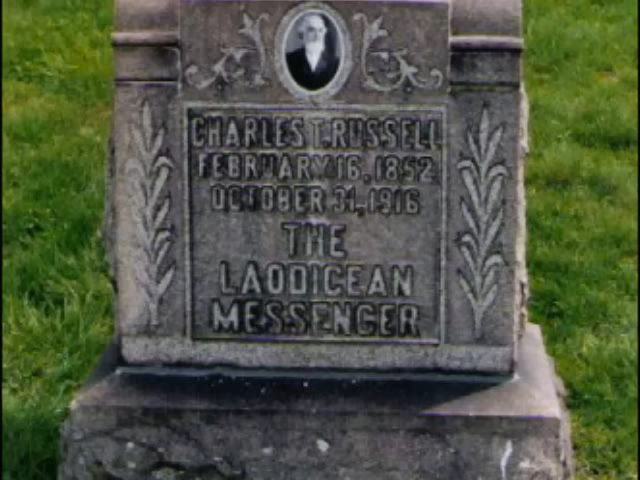 CHARLES T. RUSSELL
FEBRUARY 16, 1852
OCTOBER 31, 1916
THE
LAODICEAN
MESSENGER